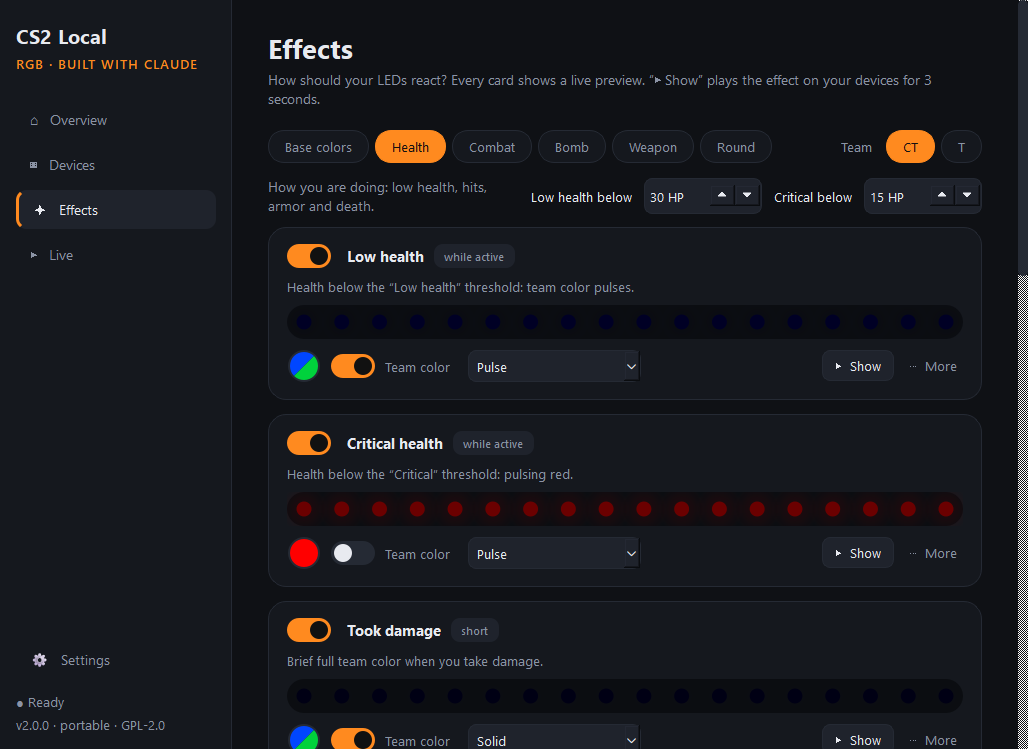 CS2 Local
RGB · BUILT WITH CLAUDE
Overview
Devices
Effects
Live
Settings
● Ready
v2.0.0 · portable · GPL-2.0
Effects
How should your LEDs react? Every card shows a live preview. “▸ Show” plays the effect on your devices for 3
seconds.
Base colors Health Combat Bomb Weapon Round Team CT T
How you are doing: low health, hits,
armor and death.
Low health below 30 HP Critical below 15 HP
Low health while active
Health below the “Low health” threshold: team color pulses.
Team color Pulse ▸ Show ··· More
Critical health while active
Health below the “Critical” threshold: pulsing red.
Team color Pulse ▸ Show ··· More
Took damage short
Brief full team color when you take damage.
Team color Solid ▸ Show ··· More